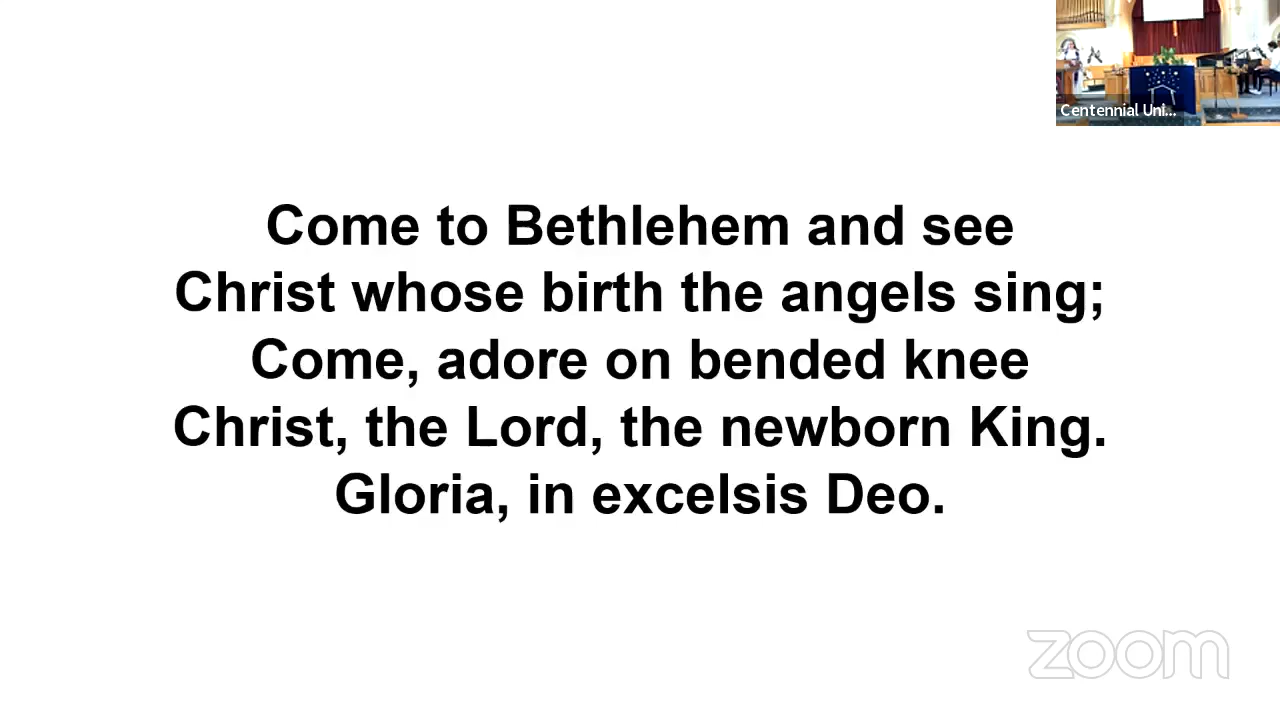 Centennial Uni...
Come to Bethlehem and see
Christ whose birth the angels sing;
Come, adore on bended knee
Christ, the Lord, the newborn King.
Gloria, in excelsis Deo.
zoom